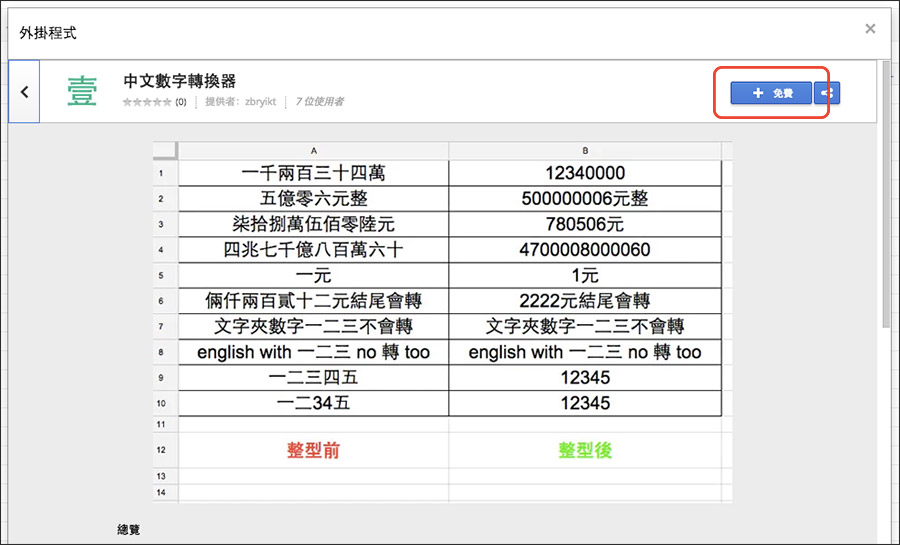 外掛程式
壹
中文數字轉換器
(0) 提供者: zbryikt 7 位使用者
免費
A B
1 一千兩百三十四萬 12340000
2 五億零六元整 500000006元整
3 柒拾捌萬伍佰零陸元 780506元
4 四兆七千億八百萬六十 4700008000060
5 一元 1元
6 倆仟兩百貳十二元結尾會轉 2222元結尾會轉
7 文字夾數字一二三不會轉 文字夾數字一二三不會轉
8 english with 一二三 no 轉 too english with 一二三 no 轉 too
9 一二三四五 12345
10 一二34五 12345
11
12 整型前 整型後
13
14
總覽